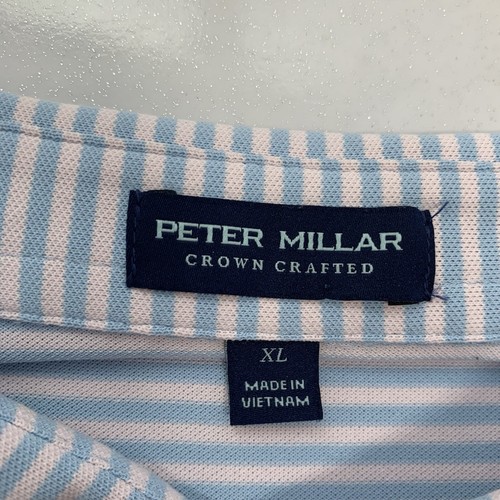 PETER MILLAR
CROWN CRAFTED
XL
MADE IN
VIETNAM